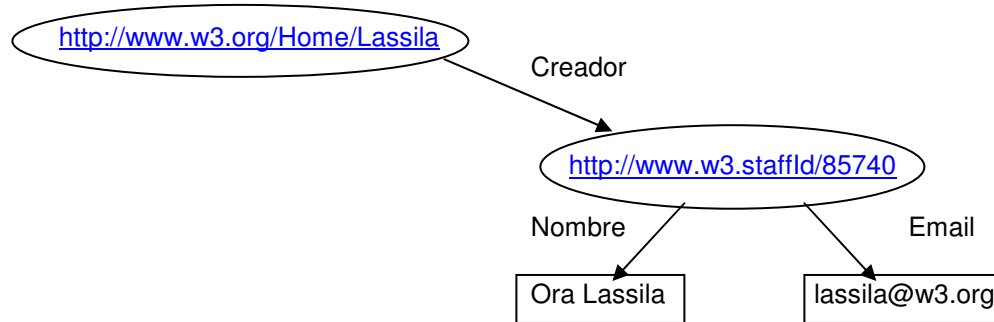 http://www.w3.org/Home/Lassila
Creador
http://www.w3.staffId/85740
Nombre
Email
Ora Lassila
lassila@w3.org